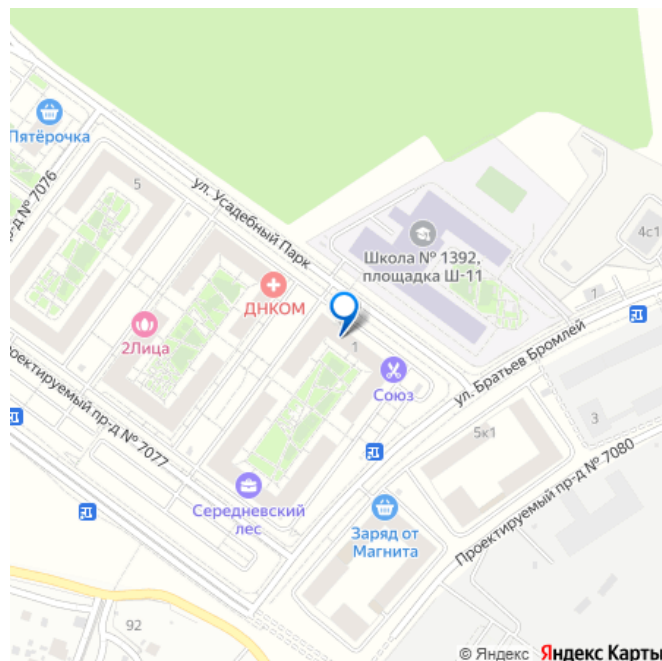 Пятёрочка
5
№ 7076
ул. Усадебный Парк
4с1
Школа № 1392,
площадка Ш-11
ДНКОМ
1
1
2Лица
ул. Братьев Бромлей
Союз
Проектируемый пр-д № 7077
5к1
3
Середневский
лес
Заряд от
Магнита
Проектируемый пр-д № 7080
92
© Яндекс Яндекс Карты